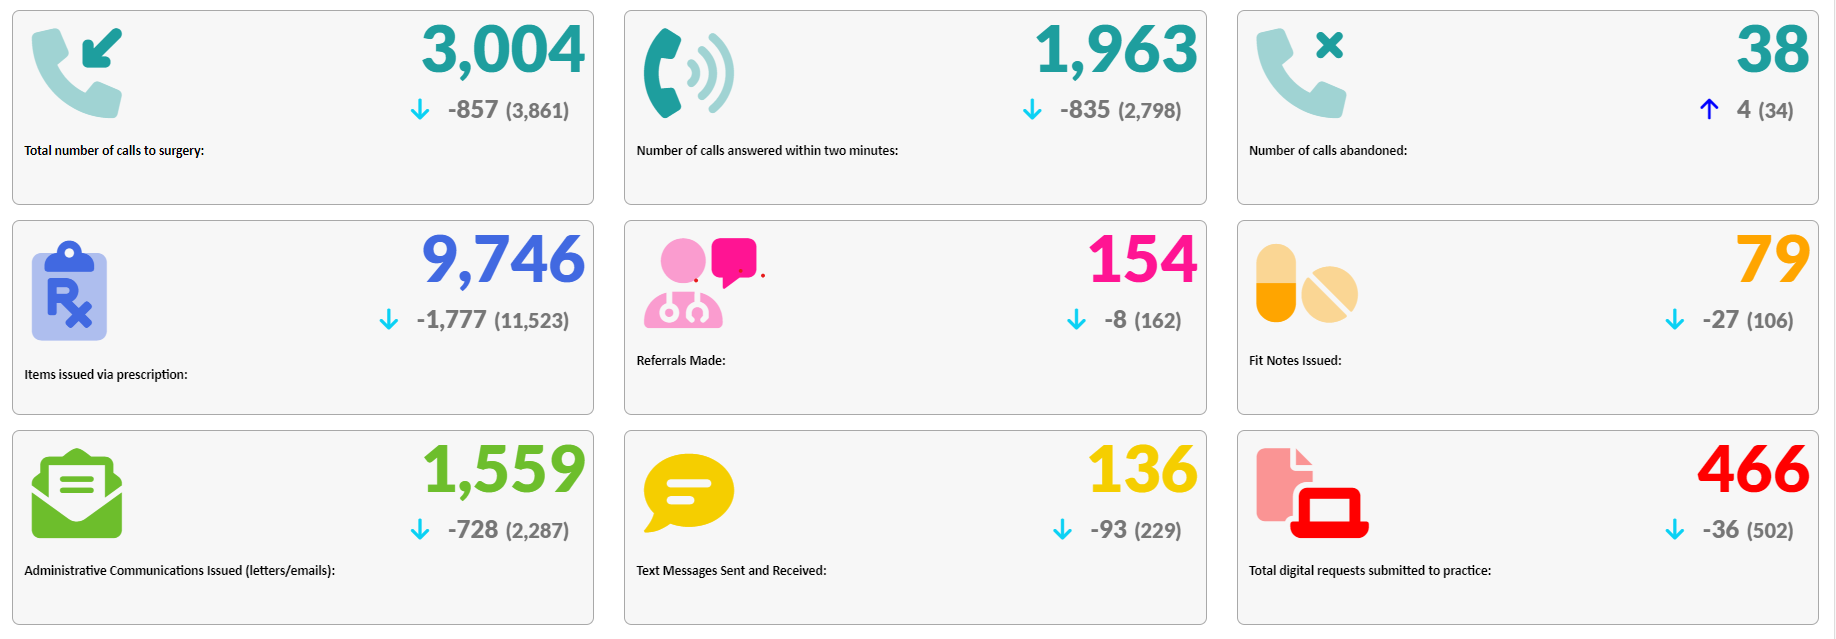 3,004
-857 (3,861)
Total number of calls to surgery:
1,963
-835 (2,798)
Number of calls answered within two minutes:
38
4 (34)
Number of calls abandoned:
Rx
9,746
-1,777 (11,523)
Items issued via prescription:
154
-8 (162)
Referrals Made:
79
-27 (106)
Fit Notes Issued:
1,559
-728 (2,287)
Administrative Communications Issued (letters/emails):
136
-93 (229)
Text Messages Sent and Received:
466
-36 (502)
Total digital requests submitted to practice: